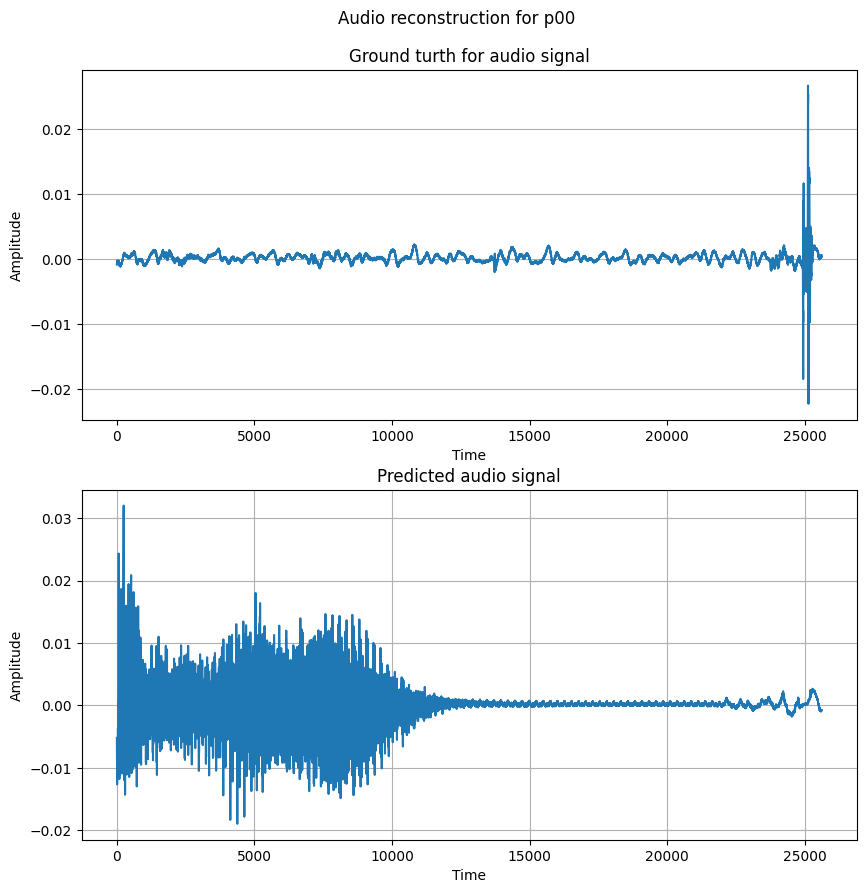 Audio reconstruction for p00
Ground turth for audio signal
Amplitude
0.02
0.01
0.00
−0.01
−0.02
0 5000 10000 15000 20000 25000
Time
Predicted audio signal
Amplitude
0.03
0.02
0.01
0.00
−0.01
−0.02
0 5000 10000 15000 20000 25000
Time